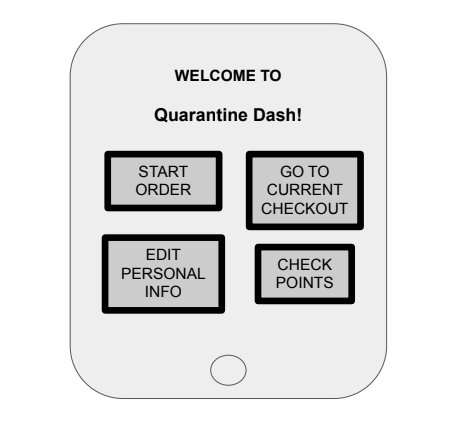 WELCOME TO
Quarantine Dash!
START
ORDER
GO TO
CURRENT
CHECKOUT
EDIT
PERSONAL
INFO
CHECK
POINTS